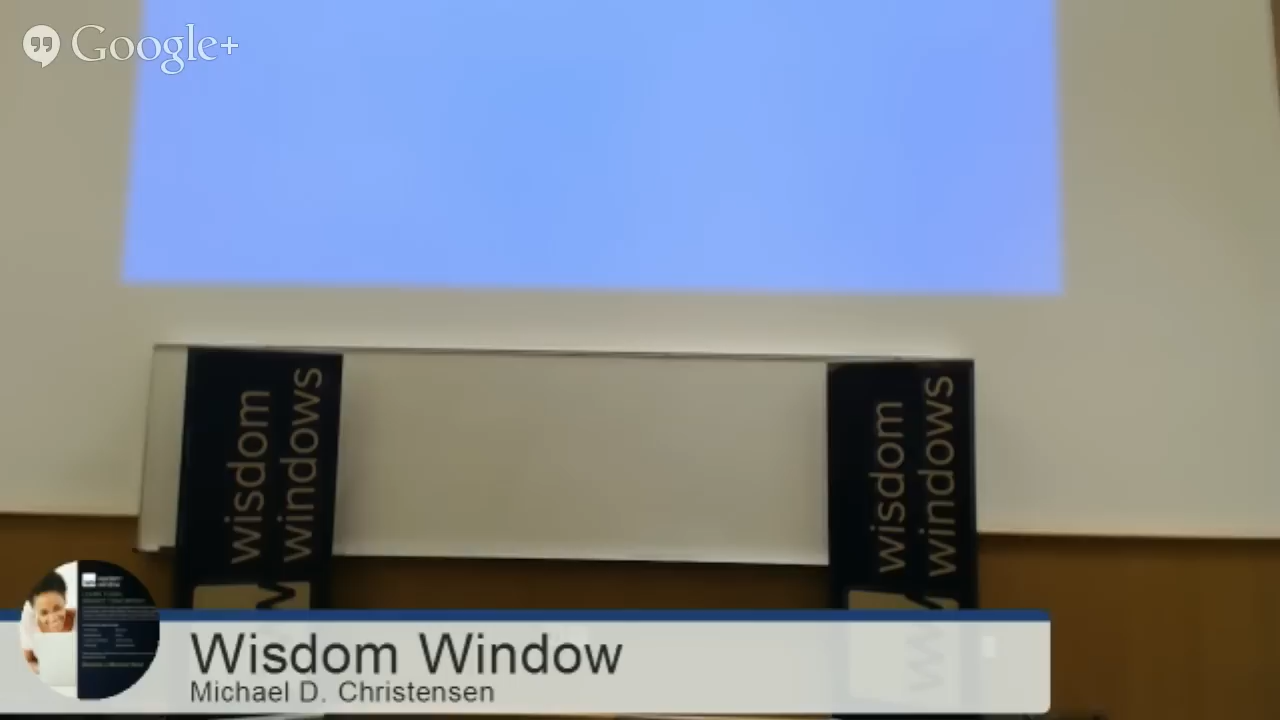 Google+
wisdom
windows
wisdom
windows
W
W
Wisdom Window
Michael D. Christensen